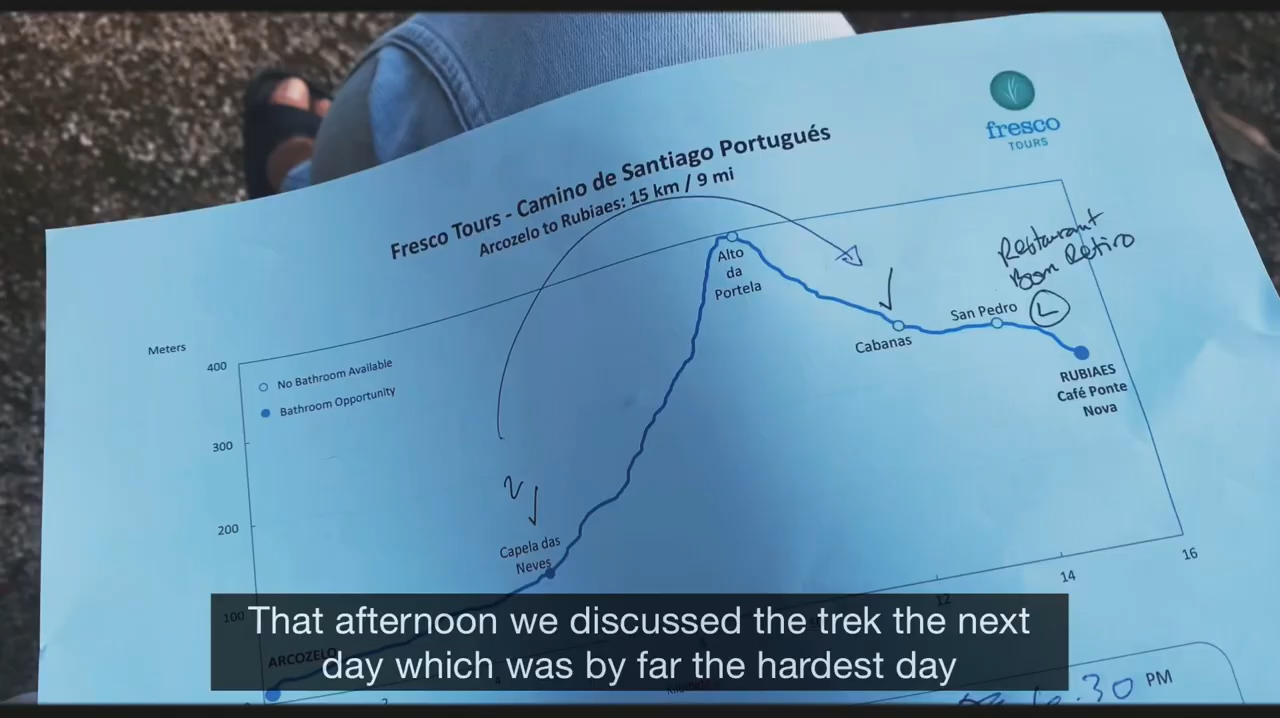 fresco
TOURS
Fresco Tours - Camino de Santiago Portugués
Arcozelo to Rubiaes: 15 km / 9 mi
Restaurant
Bom Retiro
L
Meters
400
No Bathroom Available
Bathroom Opportunity
Alto
da
Portela
Cabanas
San Pedro
RUBIAES
Café Ponte
Nova
300
200
Capela das
Neves
100
ARCOZELO
2
12
14
16
6:30 PM
That afternoon we discussed the trek the next
day which was by far the hardest day